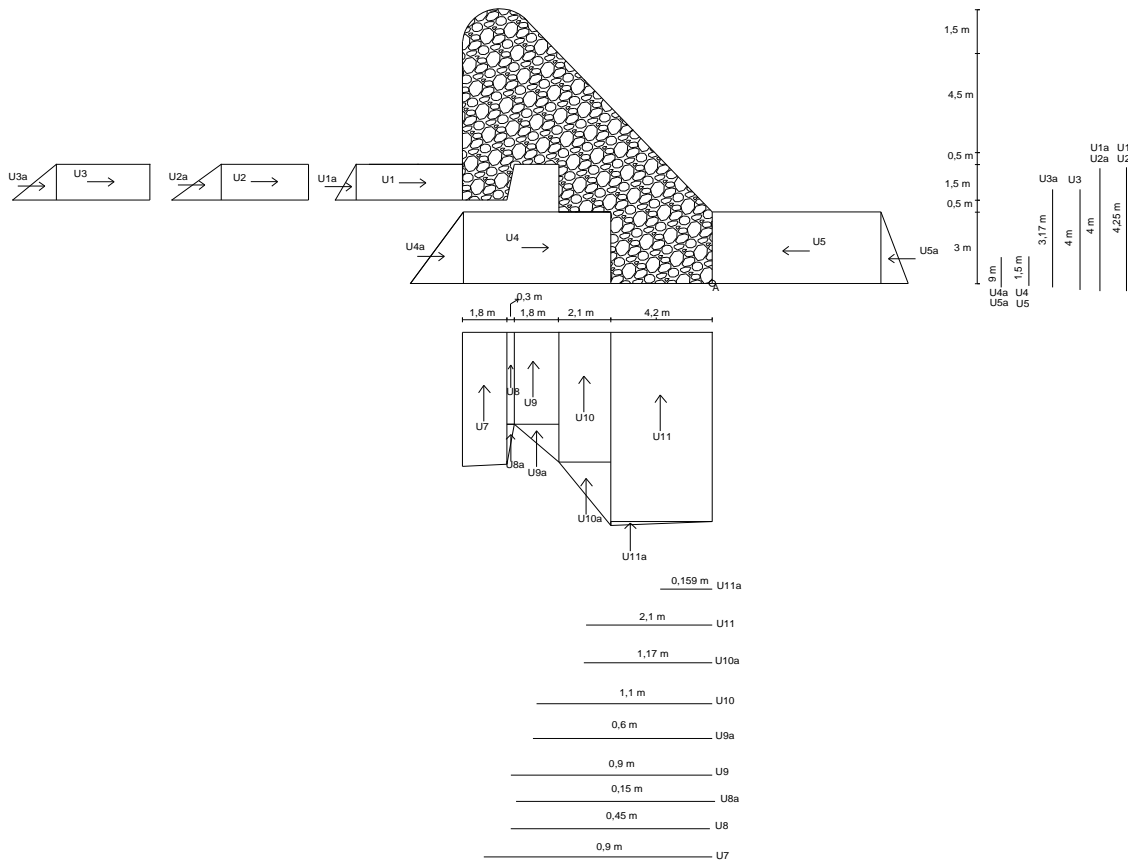 1,5 m
4,5 m
0,5 m
1,5 m
0,5 m
3 m
U3a
U3
U2a
U2
U1a
U1
U4a
U4
U5
U5a
A
U1a
U2a
U1
U2
U3a
U3
3,17 m
4 m
4 m
4,25 m
9 m
1,5 m
U4a
U5a
U4
U5
0,3 m
1,8 m
1,8 m
2,1 m
4,2 m
U7
U8
U9
U10
U11
U8a
U9a
U10a
U11a
0,159 m U11a
2,1 m U11
1,17 m U10a
1,1 m U10
0,6 m U9a
0,9 m U9
0,15 m U8a
0,45 m U8
0,9 m U7